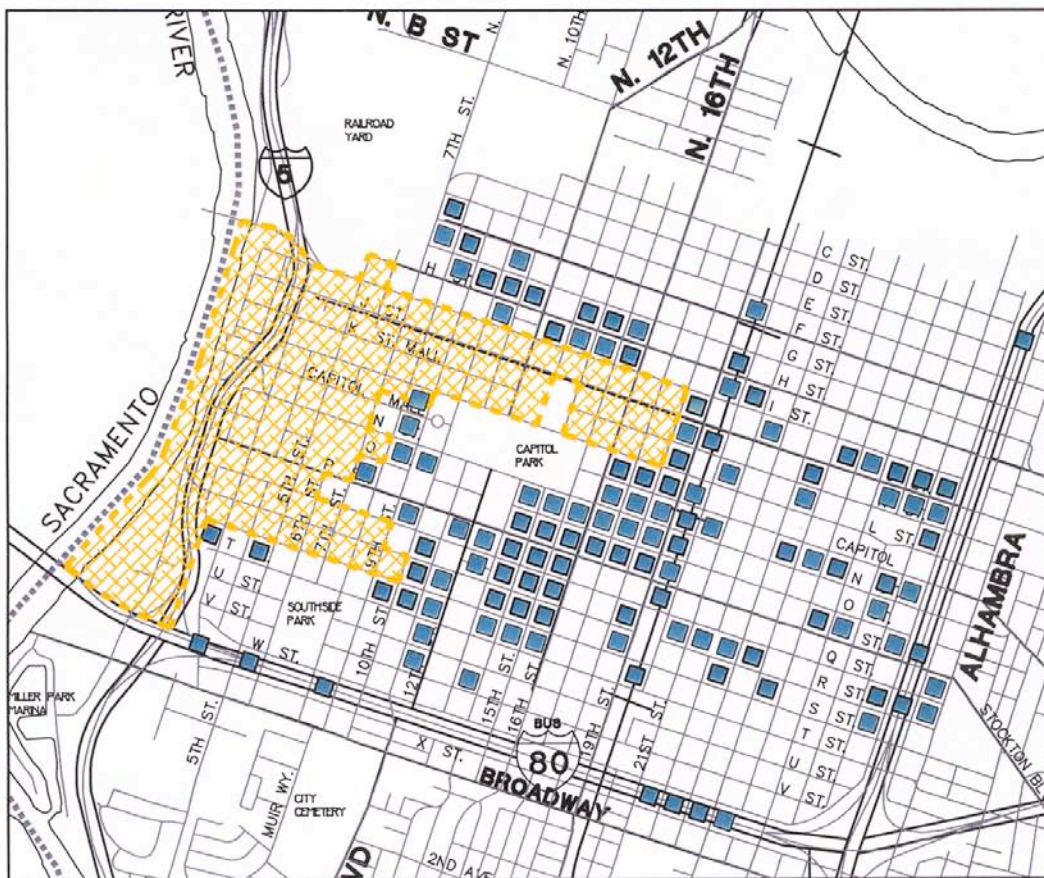 RIVER
N. B ST
N. 10TH
N. 12TH
N. 16TH
RAILROAD
YARD
7TH ST.
5
C ST.
D ST.
E ST.
F ST.
G ST.
H ST.
I ST.
H
J
K ST. MALL
CAPITOL
MALL
N
O
P
CAPITOL
PARK
SACRAMENTO
5TH ST.
6TH ST.
7TH ST.
9TH
L ST.
CAPITOL
N
O
ST.
Q ST.
R ST.
S ST.
T ST.
U ST.
V ST.
ALHAMBRA
T
U ST.
V ST.
W ST.
SOUTHSIDE
PARK
10TH ST.
12TH
15TH ST.
16TH ST.
19TH ST.
21ST ST.
MILLER PARK
MARINA
5TH ST.
X ST.
BUS
80
BROADWAY
MUIR WY.
CITY
CEMETERY
2ND AVE
VD
STOCKTON BL